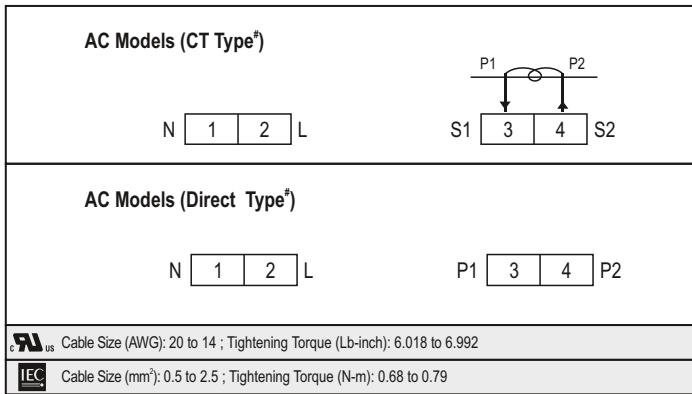 AC Models (CT Type#)
P1 P2
N 1 2 L
S1 3 4 S2
AC Models (Direct Type#)
N 1 2 L
P1 3 4 P2
c RU us Cable Size (AWG): 20 to 14 ; Tightening Torque (Lb-inch): 6.018 to 6.992
IEC Cable Size (mm²): 0.5 to 2.5 ; Tightening Torque (N-m): 0.68 to 0.79